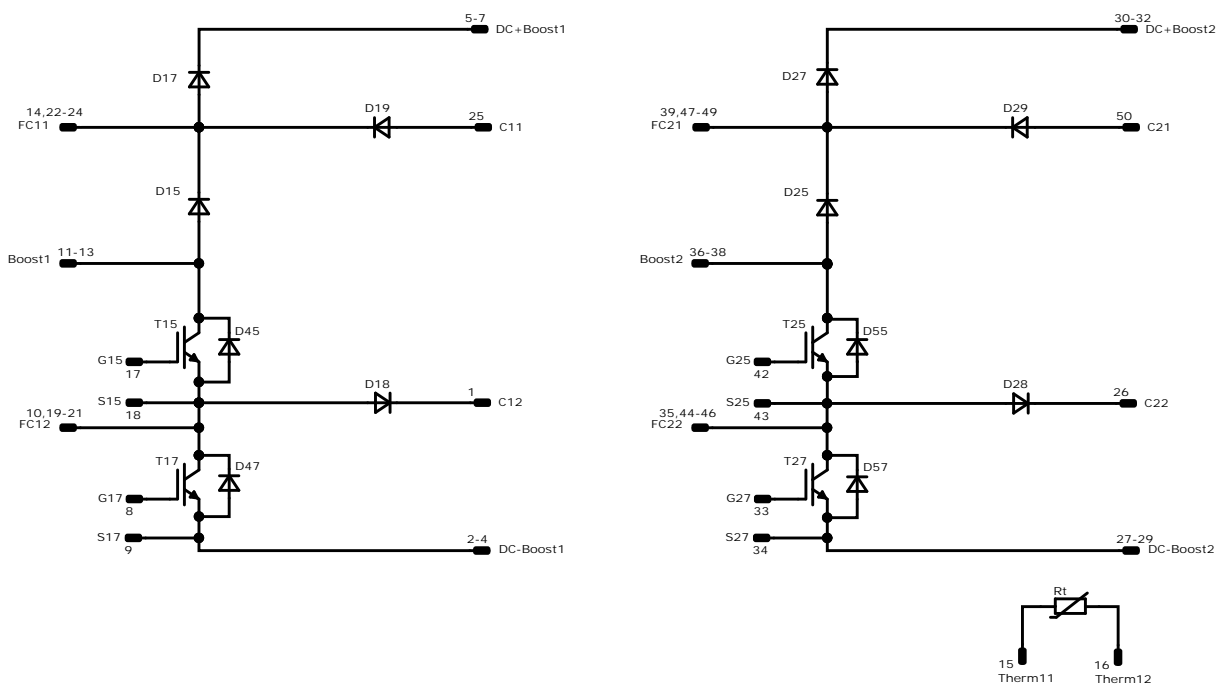 5-7
DC+Boost1
D17
14,22-24
FC11
D19
25
C11
D15
Boost1
11-13
T15
D45
G15
17
D18
1
C12
S15
18
10,19-21
FC12
T17
D47
G17
8
S17
9
2-4
DC-Boost1
30-32
DC+Boost2
D27
39,47-49
FC21
D29
50
C21
D25
Boost2
36-38
T25
D55
G25
42
D28
26
C22
S25
43
35,44-46
FC22
T27
D57
G27
33
S27
34
27-29
DC-Boost2
Rt
15
Therm11
16
Therm12